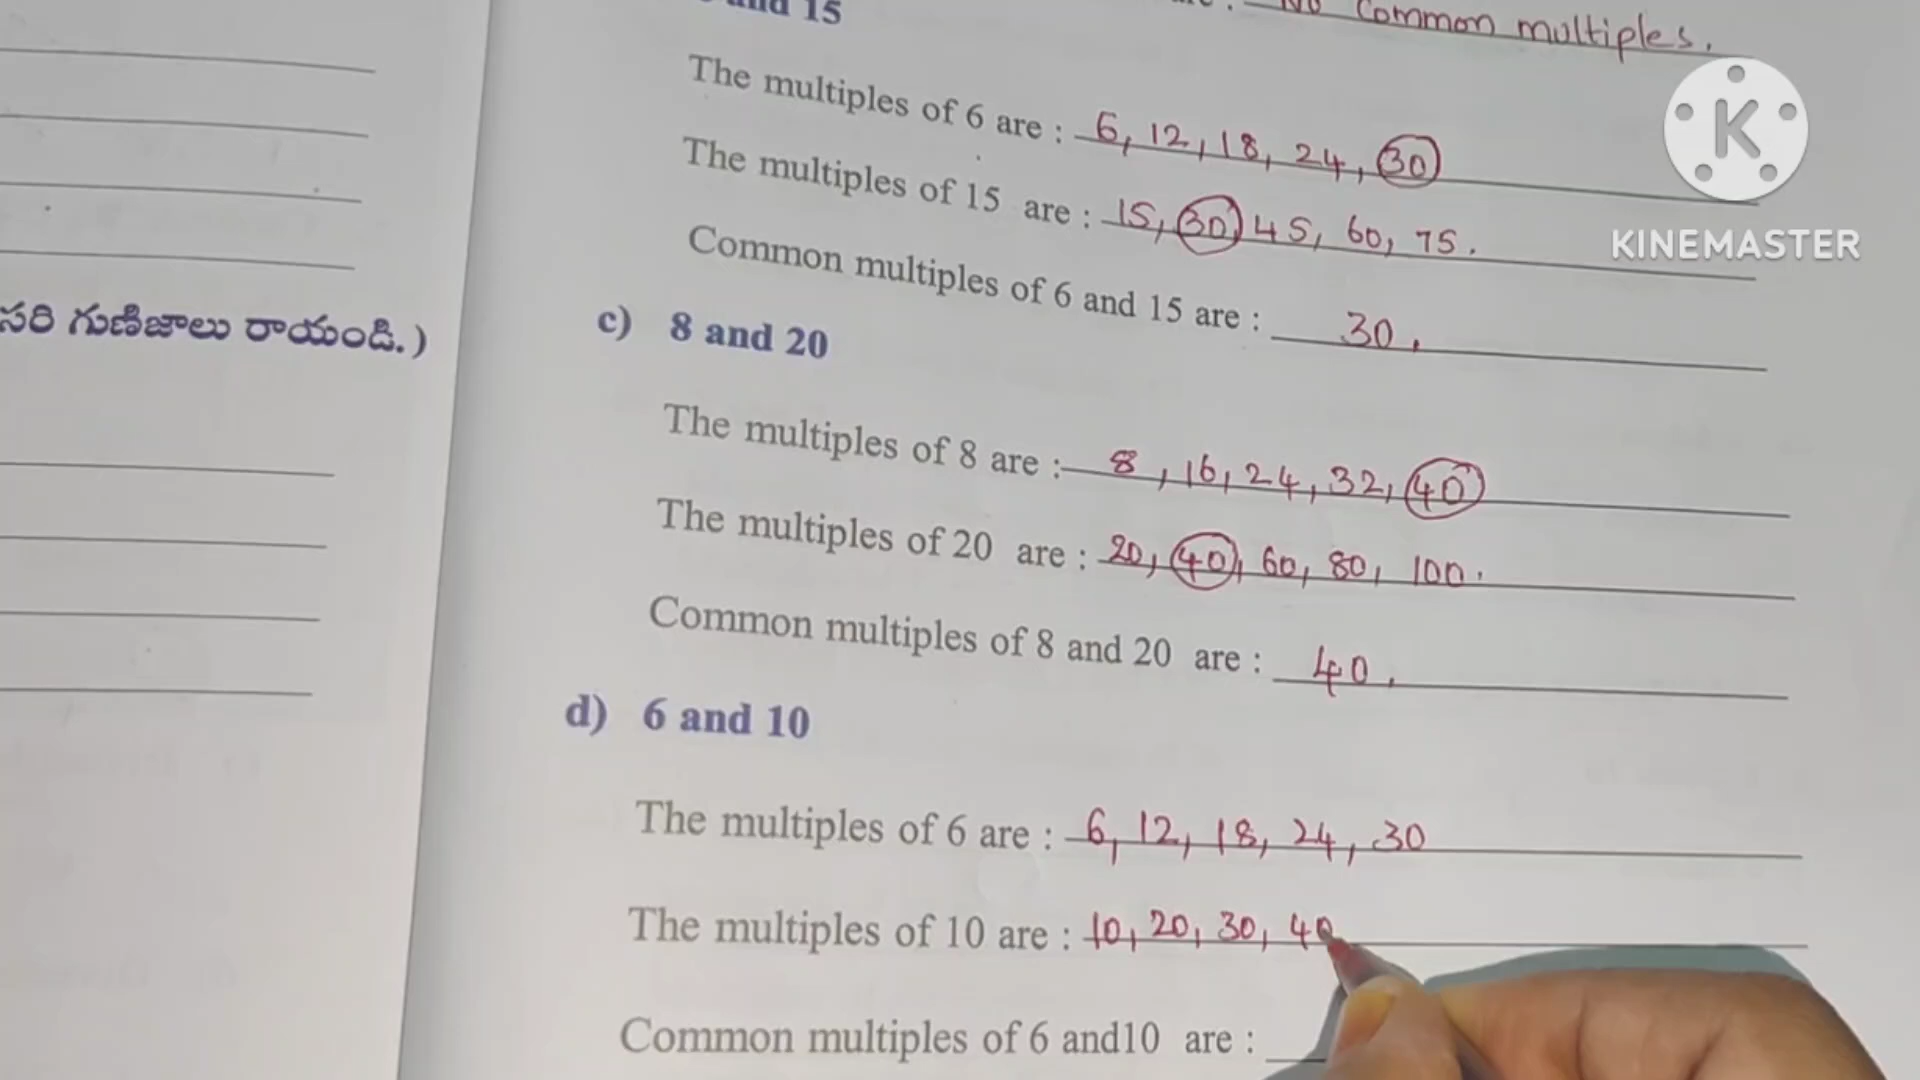 and 15
No Common multiples.
The multiples of 6 are : 6, 12, 18, 24, 30
The multiples of 15 are : 15, 30, 45, 60, 75.
Common multiples of 6 and 15 are : 30.
K
KINEMASTER
సరి గుణిజాలు రాయండి.)
c) 8 and 20
The multiples of 8 are : 8, 16, 24, 32, 40
The multiples of 20 are : 20, 40, 60, 80, 100.
Common multiples of 8 and 20 are : 40.
d) 6 and 10
The multiples of 6 are : 6, 12, 18, 24, 30
The multiples of 10 are : 10, 20, 30, 40
Common multiples of 6 and10 are :